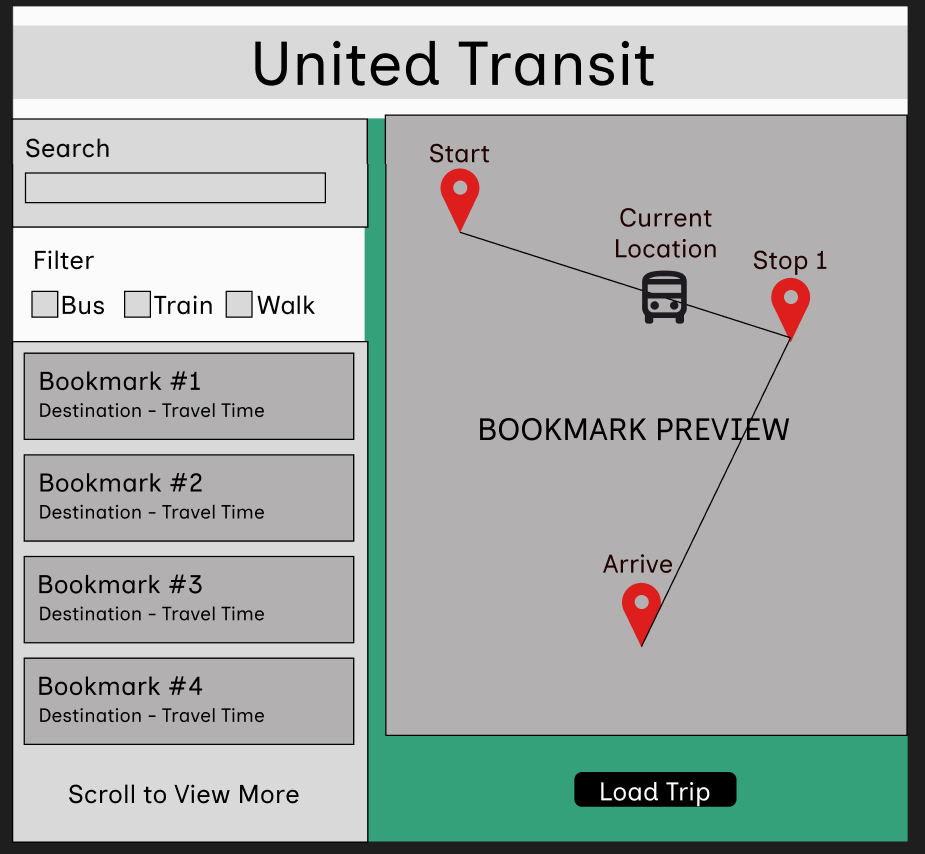 United Transit
Search
Filter
Bus Train Walk
Bookmark #1
Destination - Travel Time
Bookmark #2
Destination - Travel Time
Bookmark #3
Destination - Travel Time
Bookmark #4
Destination - Travel Time
Scroll to View More
Start
Current
Location
Stop 1
BOOKMARK PREVIEW
Arrive
Load Trip